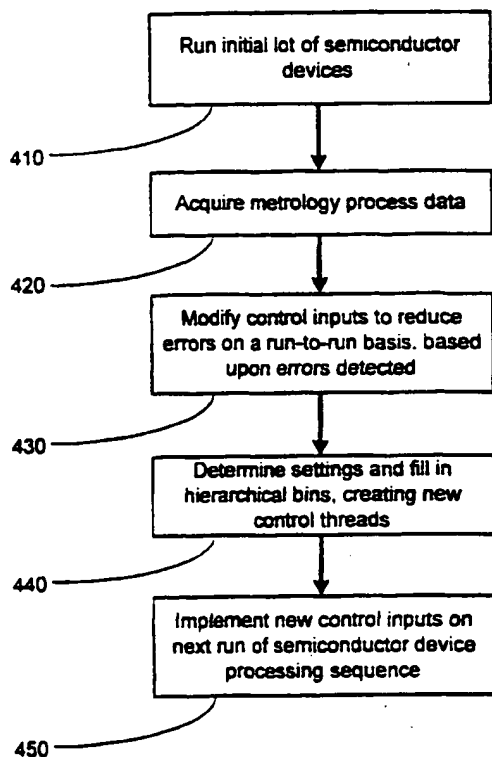 Run initial lot of semiconductor
devices
410
Acquire metrology process data
420
Modify control inputs to reduce
errors on a run-to-run basis. based
upon errors detected
430
Determine settings and fill in
hierarchical bins, creating new
control threads
440
Implement new control inputs on
next run of semiconductor device
processing sequence
450